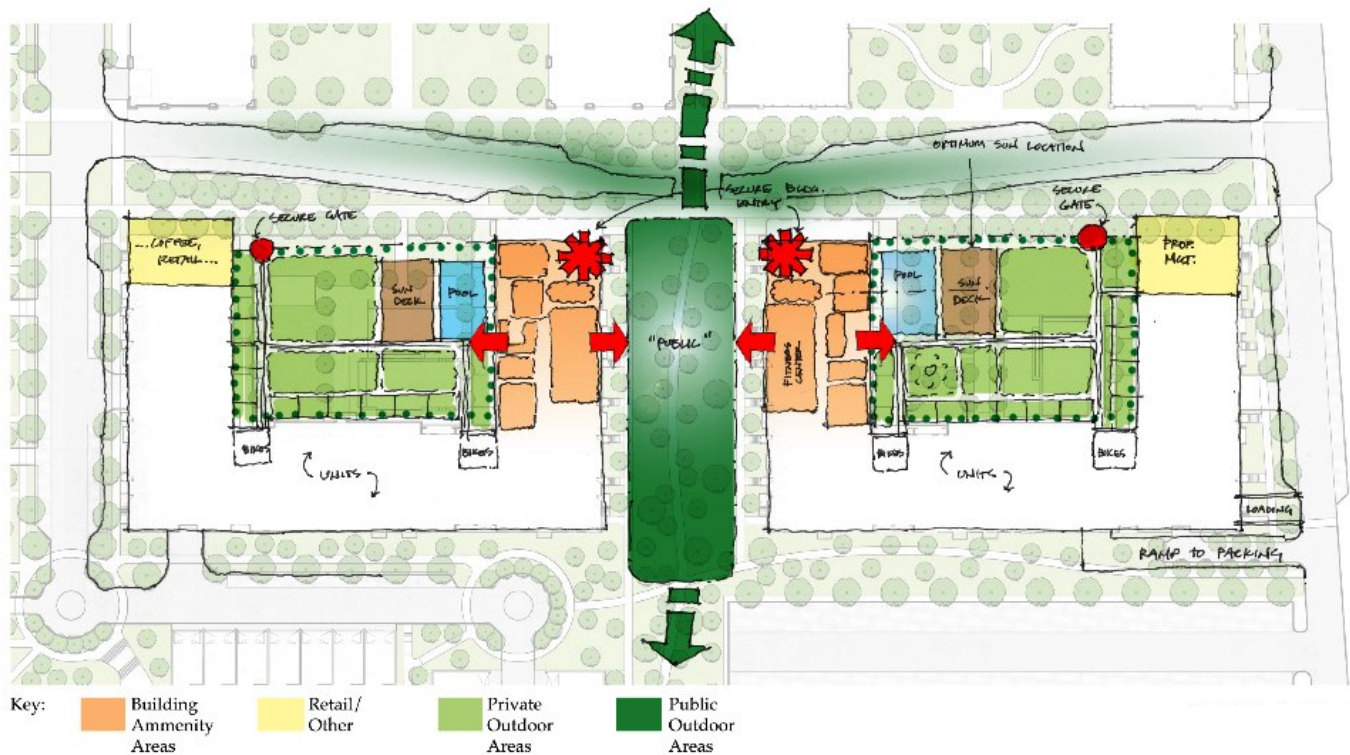 OPTIMUM SUN LOCATION
SECURE BLDG.
ENTRY
SECURE
GATE
SECURE GATE
...COFFEE,
RETAIL...
PROP.
MGT.
SUN
DECK
POOL
POOL
SUN
DECK
"PUBLIC"
FITNESS
CENTER
BIKES
BIKES
BIKES
BIKES
UNITS
UNITS
LOADING
RAMP TO PARKING
Key:
Building
Ammenity
Areas
Retail/
Other
Private
Outdoor
Areas
Public
Outdoor
Areas